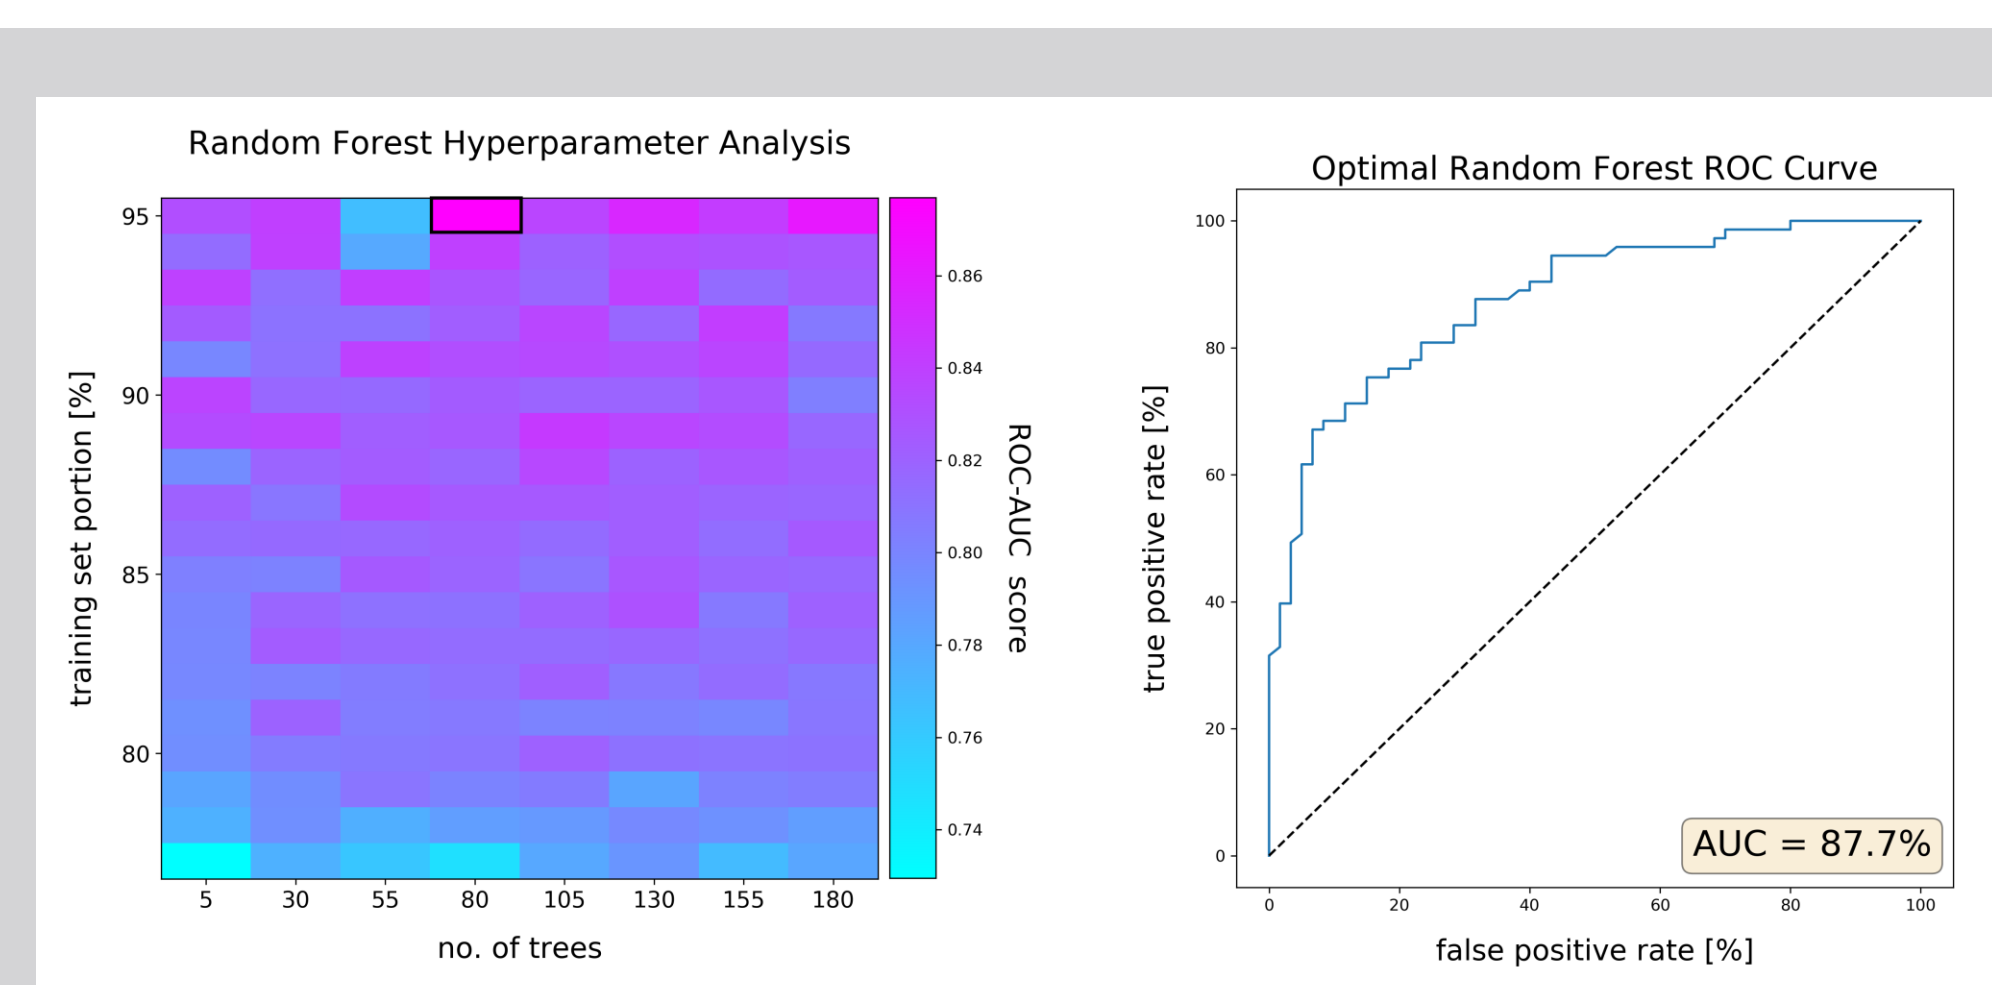 Random Forest Hyperparameter Analysis
95
90
85
80
training set portion [%]
5 30 55 80 105 130 155 180
no. of trees
0.86
0.84
0.82
0.80
0.78
0.76
0.74
ROC-AUC score
Optimal Random Forest ROC Curve
100
80
60
40
20
0
true positive rate [%]
AUC = 87.7%
0 20 40 60 80 100
false positive rate [%]